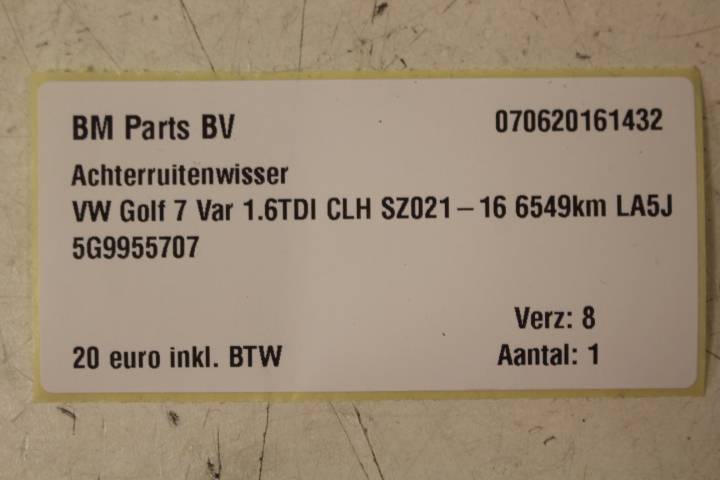 BM Parts BV 070620161432
Achterruitenwisser
VW Golf 7 Var 1.6TDI CLH SZ021–16 6549km LA5J
5G9955707
Verz: 8
20 euro inkl. BTW Aantal: 1